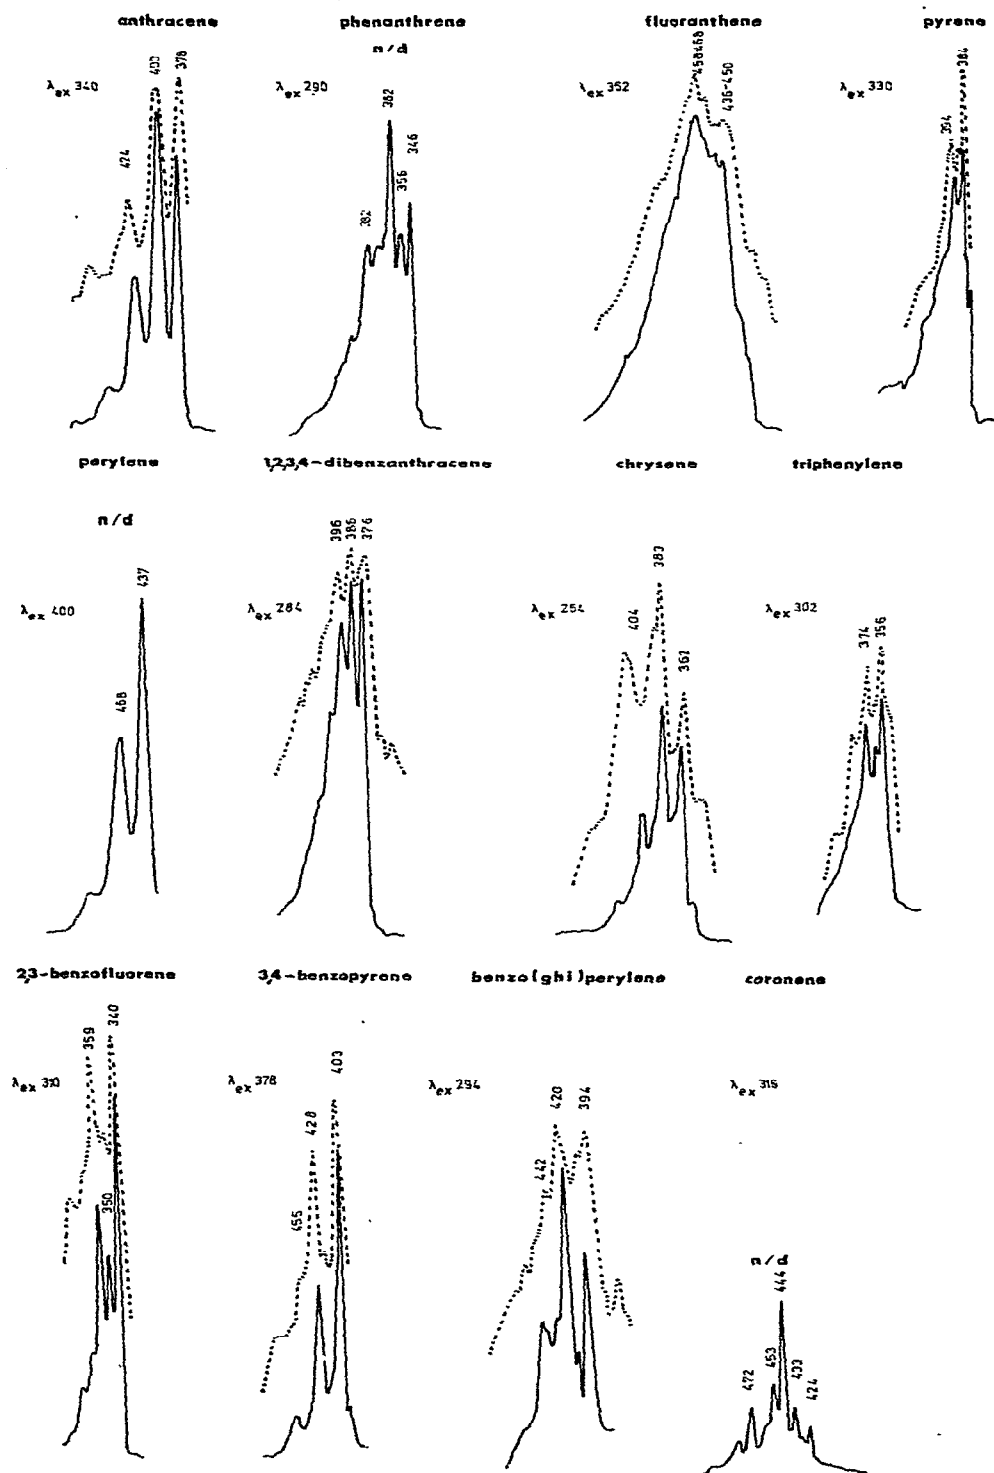 anthracene phenanthrene fluoranthene pyrene
n/d
λex 340 λex 290 λex 352 λex 330
424 400 378
382 362 356 346
458 468 436-450
394 384
perylene 1,2,3,4-dibenzanthracene chrysene triphenylene
n/d
λex 400 λex 284 λex 254 λex 302
468 437
396 386 376
404 383 362
374 356
2,3-benzofluorene 3,4-benzopyrene benzo(ghi)perylene coronene
λex 310 λex 378 λex 294 λex 315
359 350 340
455 428 403
442 420 394
n/d
472 453 444 433 424